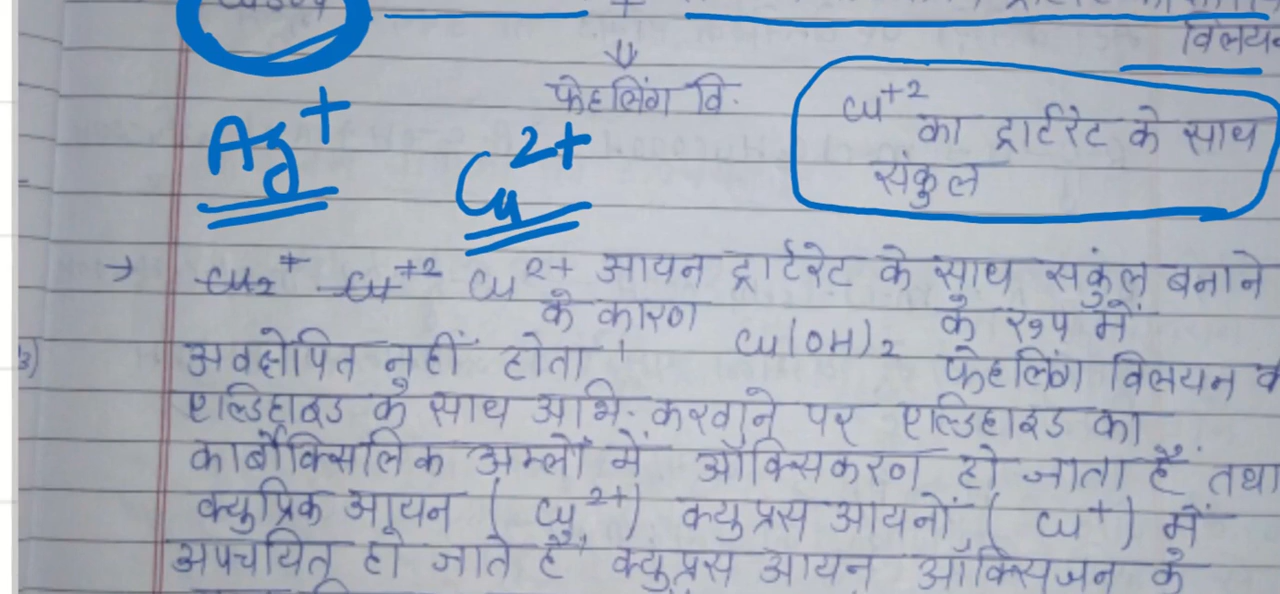 विलयन
⇓
फेहलिंग वि.
Cu+2
का ट्रार्टरेट के साथ
संकुल
Ag+
Cu2+
→ Cu2+ Cu+2 Cu2+ आयन ट्रार्टरेट के साथ संकुल बनाने
के कारण Cu(OH)2 के रूप में
3) अवक्षेपित नहीं होता। फेहलिंग विलयन
एल्डिहाइड के साथ अभि. करवाने पर एल्डिहाइड का
कार्बोक्सिलिक अम्लों में ऑक्सिकरण हो जाता है तथा
क्युप्रिक आयन (Cu2+) क्युप्रस आयनों (Cu+) में
अपचयित हो जाते हैं क्युप्रस आयन ऑक्सिजन के